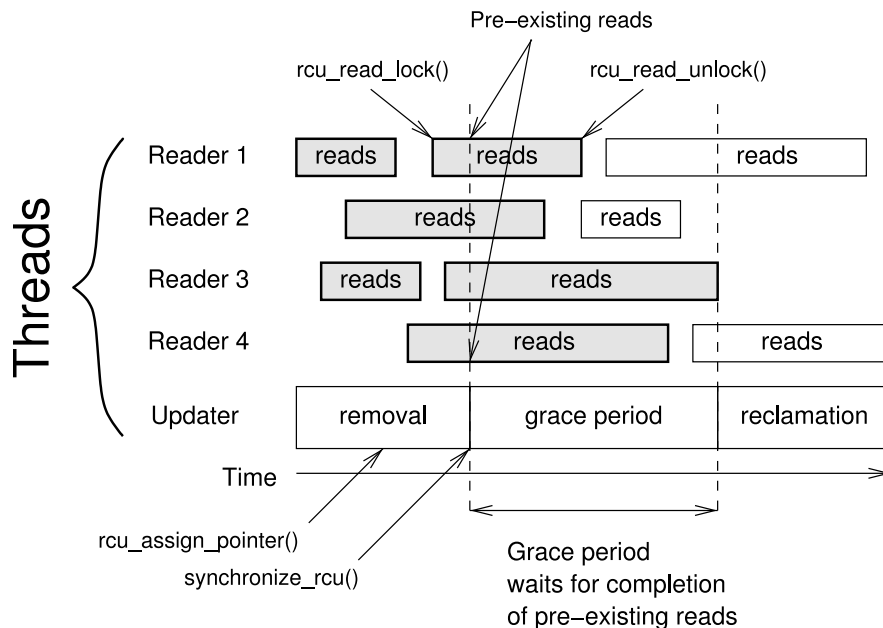 Pre−existing reads
rcu_read_lock()
rcu_read_unlock()
Threads
Reader 1
reads
reads
reads
Reader 2
reads
reads
Reader 3
reads
reads
Reader 4
reads
reads
Updater
removal
grace period
reclamation
Time
rcu_assign_pointer()
synchronize_rcu()
Grace period
waits for completion
of pre−existing reads